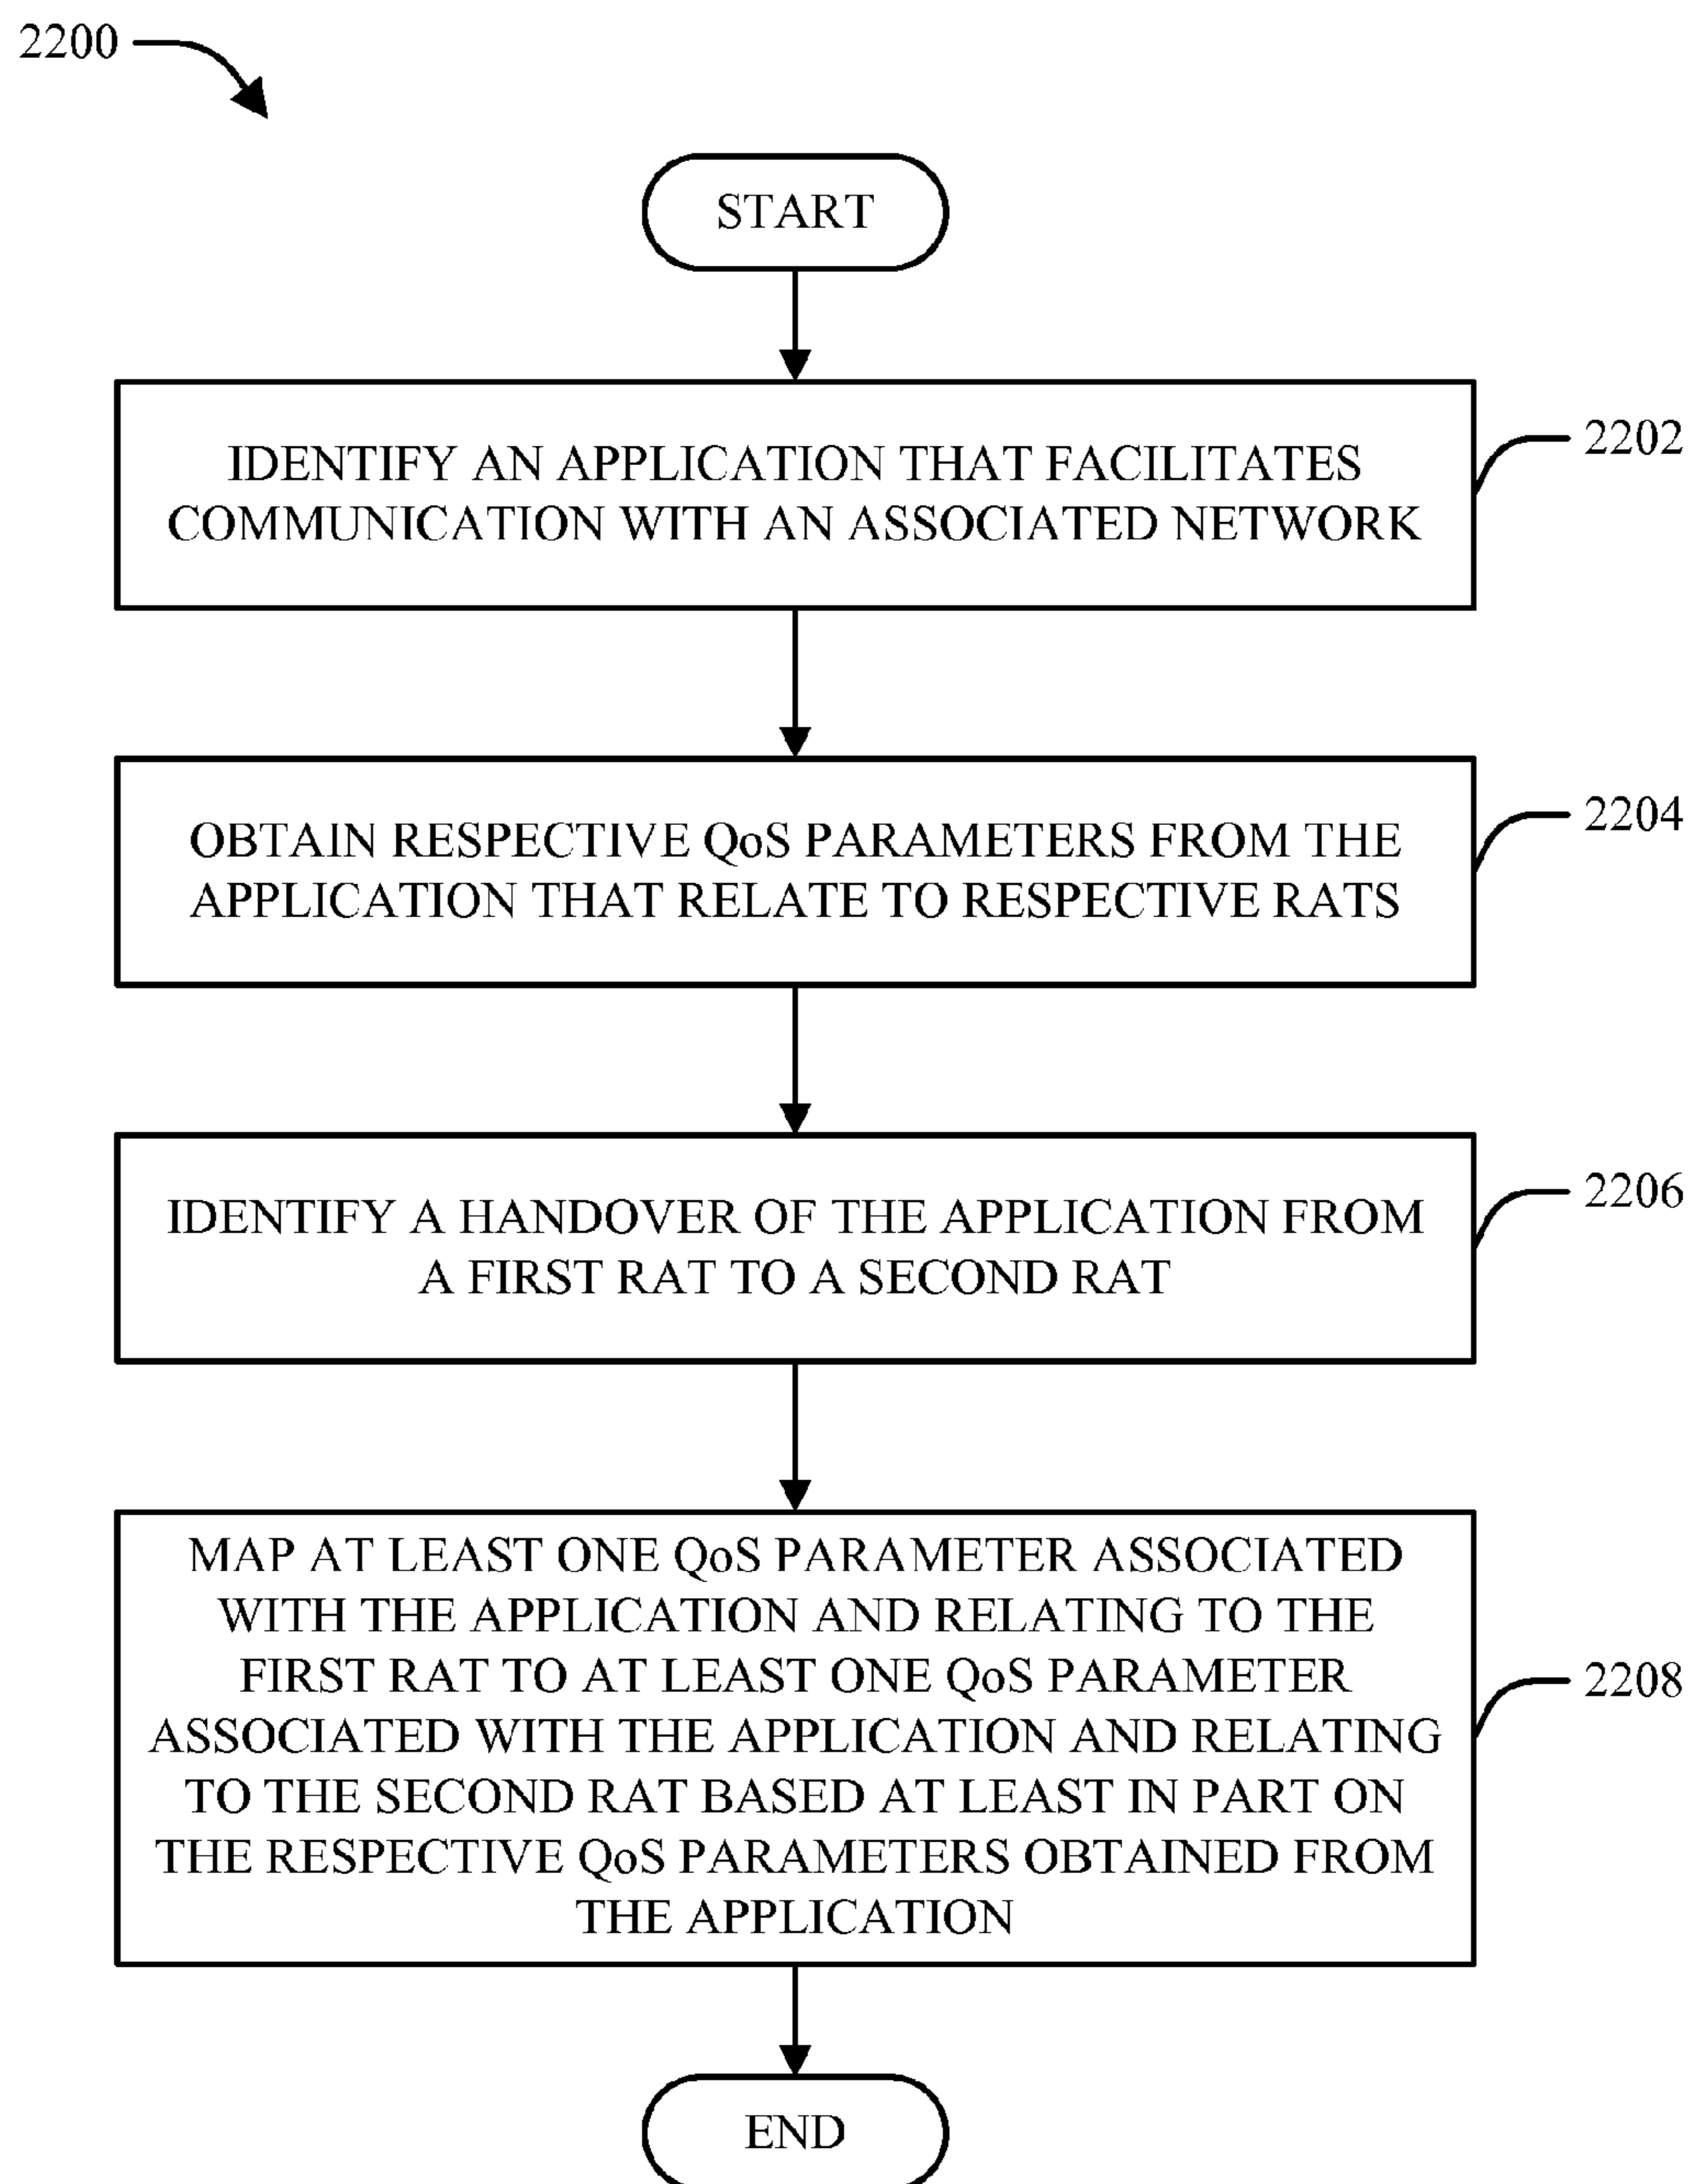 2200
START
IDENTIFY AN APPLICATION THAT FACILITATES
COMMUNICATION WITH AN ASSOCIATED NETWORK
2202
OBTAIN RESPECTIVE QoS PARAMETERS FROM THE
APPLICATION THAT RELATE TO RESPECTIVE RATS
2204
IDENTIFY A HANDOVER OF THE APPLICATION FROM
A FIRST RAT TO A SECOND RAT
2206
MAP AT LEAST ONE QoS PARAMETER ASSOCIATED
WITH THE APPLICATION AND RELATING TO THE
FIRST RAT TO AT LEAST ONE QoS PARAMETER
ASSOCIATED WITH THE APPLICATION AND RELATING
TO THE SECOND RAT BASED AT LEAST IN PART ON
THE RESPECTIVE QoS PARAMETERS OBTAINED FROM
THE APPLICATION
2208
END